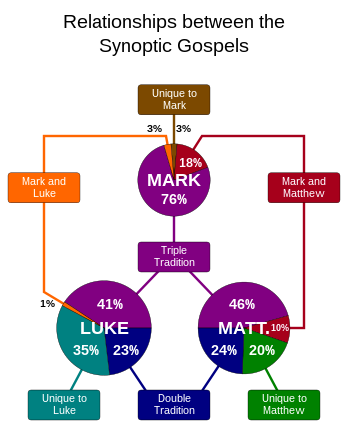 Relationships between the
Synoptic Gospels
Unique to
Mark
3%
3%
18%
MARK
76%
Mark and
Luke
Mark and
Matthew
Triple
Tradition
1%
41%
LUKE
35%
23%
46%
MATT.
10%
24%
20%
Unique to
Luke
Double
Tradition
Unique to
Matthew